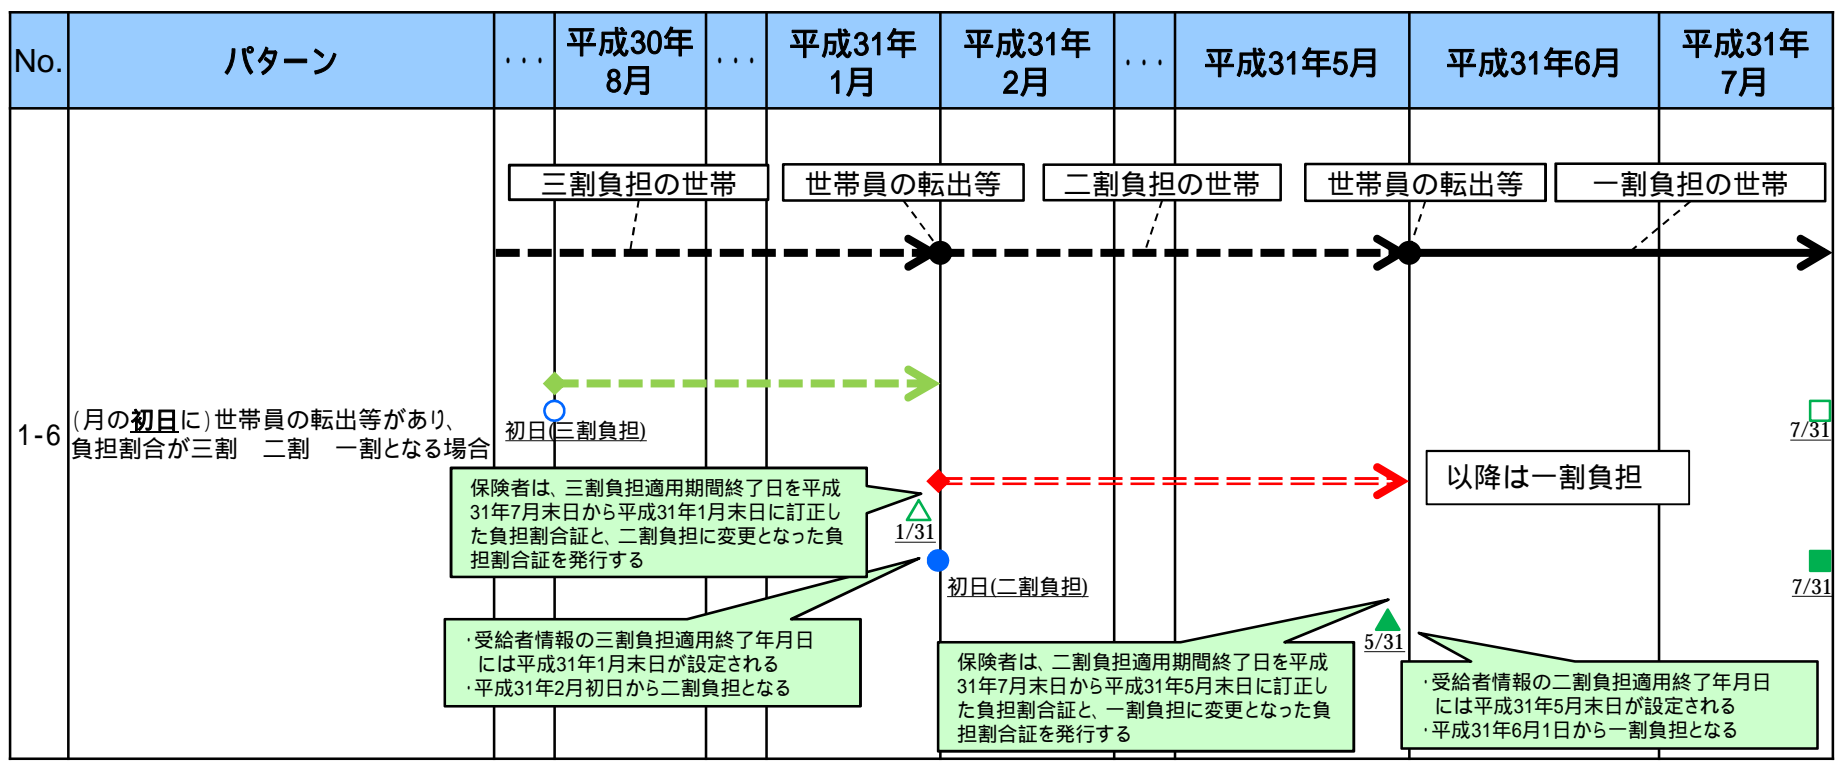 No.
パターン
･･･
平成30年
8月
･･･
平成31年
1月
平成31年
2月
･･･
平成31年5月
平成31年6月
平成31年
7月
三割負担の世帯
世帯員の転出等
二割負担の世帯
世帯員の転出等
一割負担の世帯
1-6
(月の初日に)世帯員の転出等があり、
負担割合が三割　二割　一割となる場合
初日(三割負担)
7/31
以降は一割負担
保険者は、三割負担適用期間終了日を平成
31年7月末日から平成31年1月末日に訂正し
た負担割合証と、二割負担に変更となった負
担割合証を発行する
1/31
初日(二割負担)
7/31
･受給者情報の三割負担適用終了年月日
には平成31年1月末日が設定される
･平成31年2月初日から二割負担となる
5/31
保険者は、二割負担適用期間終了日を平成
31年7月末日から平成31年5月末日に訂正し
た負担割合証と、一割負担に変更となった負
担割合証を発行する
･受給者情報の二割負担適用終了年月日
には平成31年5月末日が設定される
･平成31年6月1日から一割負担となる